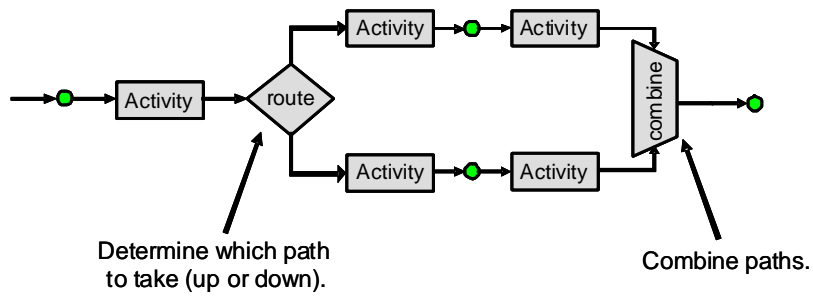 Activity
Activity
Activity
route
combine
Activity
Activity
Determine which path
to take (up or down).
Combine paths.